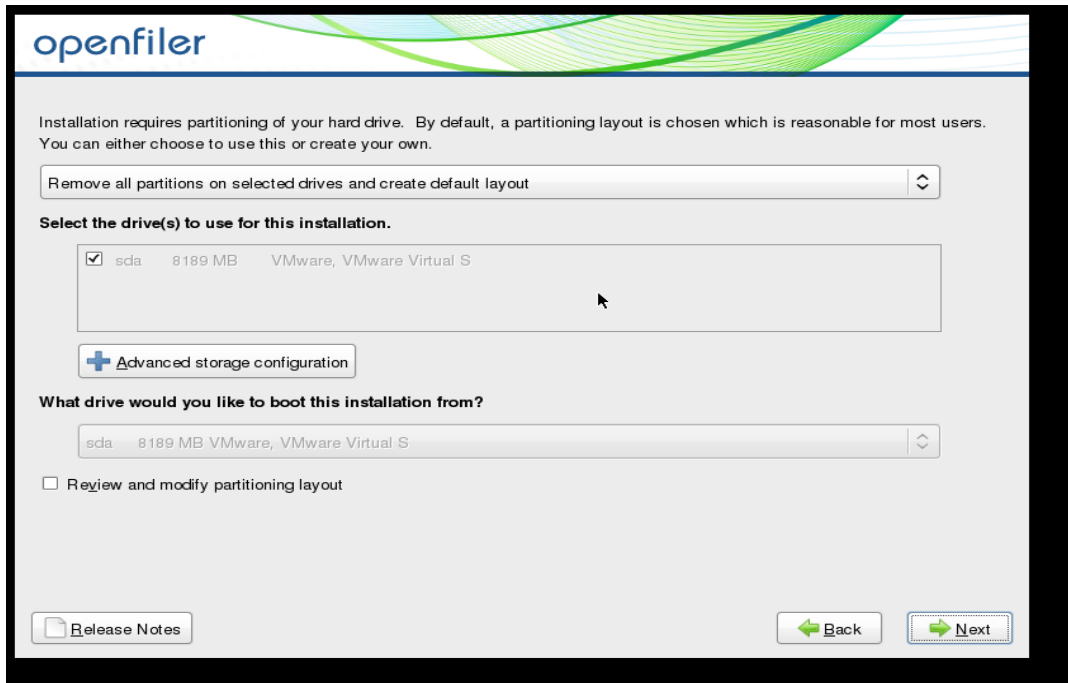 openfiler
Installation requires partitioning of your hard drive.  By default, a partitioning layout is chosen which is reasonable for most users.
You can either choose to use this or create your own.
Remove all partitions on selected drives and create default layout
Select the drive(s) to use for this installation.
sda 8189 MB VMware, VMware Virtual S
Advanced storage configuration
What drive would you like to boot this installation from?
sda 8189 MB VMware, VMware Virtual S
Review and modify partitioning layout
Release Notes Back Next